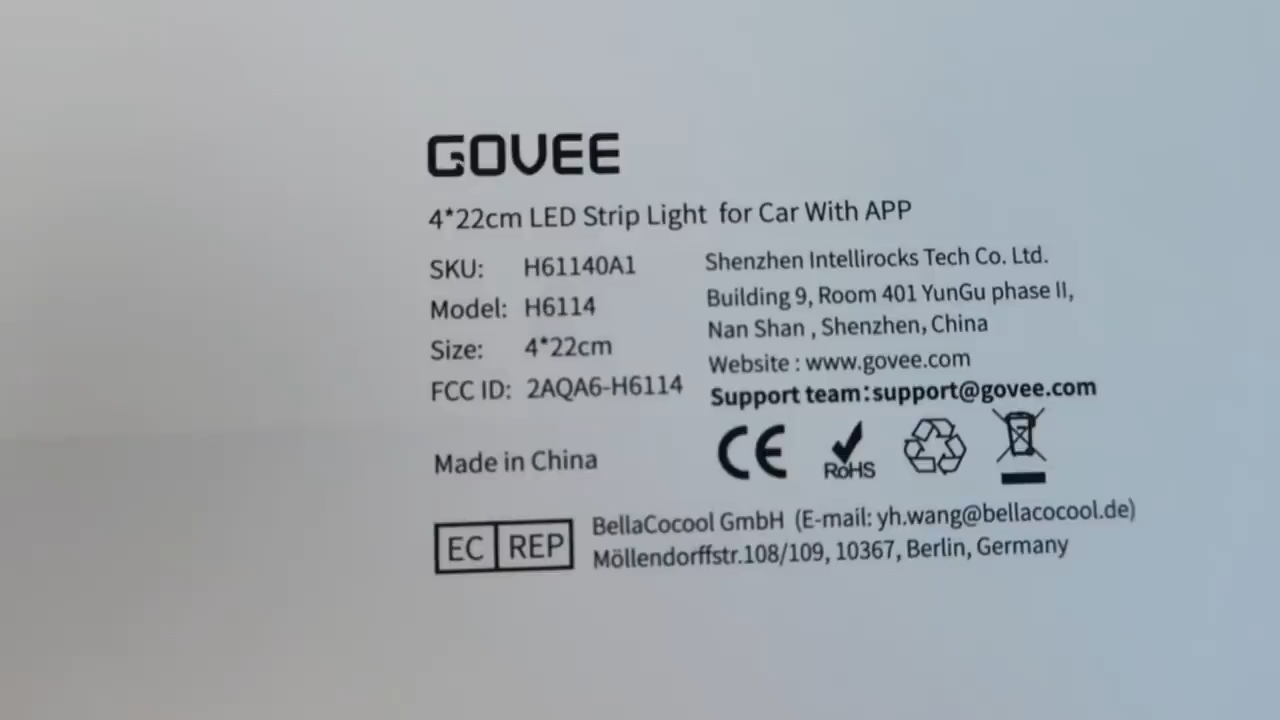 GOVEE
4*22cm LED Strip Light for Car With APP
SKU: H61140A1
Model: H6114
Size: 4*22cm
FCC ID: 2AQA6-H6114
Made in China
Shenzhen Intellirocks Tech Co. Ltd.
Building 9, Room 401 YunGu phase II,
Nan Shan , Shenzhen, China
Website : www.govee.com
Support team:support@govee.com
CE
RoHS
EC REP
BellaCocool GmbH (E-mail: yh.wang@bellacocool.de)
Möllendorffstr.108/109, 10367, Berlin, Germany